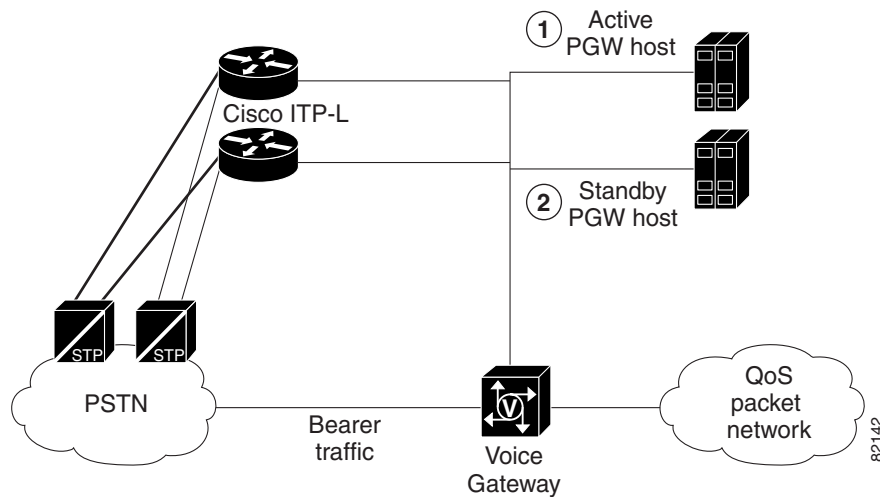 1
Active
PGW host
Cisco ITP-L
2
Standby
PGW host
STP
STP
PSTN
Bearer
traffic
V
Voice
Gateway
QoS
packet
network
82142